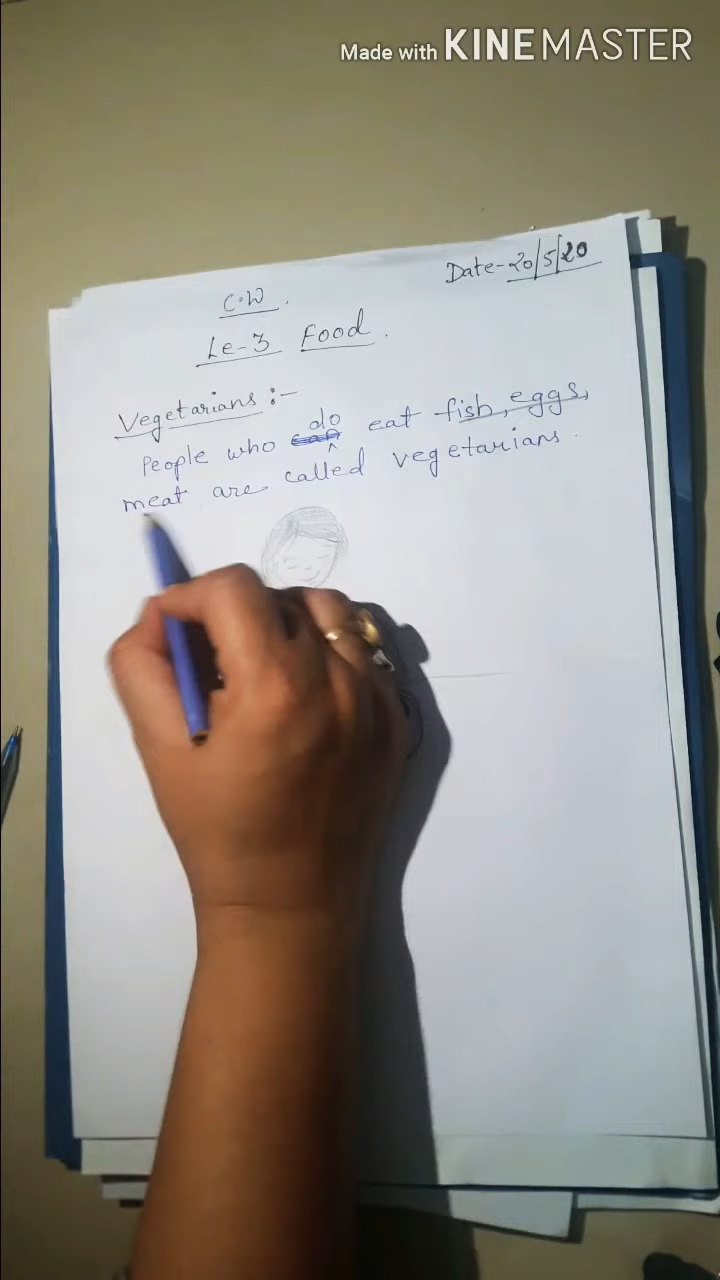 Made with KINEMASTER
Date-20/5/20
C.W.
Le-3 Food.
Vegetarians :-
People who do eat fish, eggs,
meat are called vegetarians.